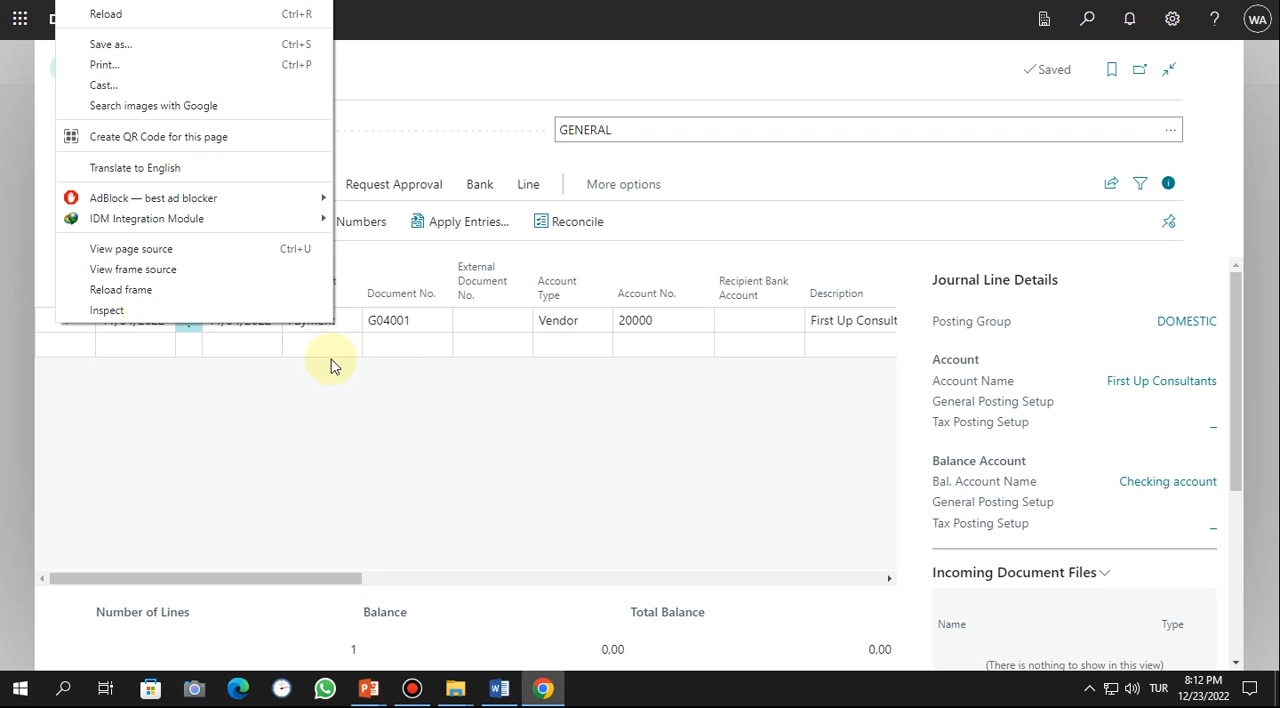 Reload Ctrl+R
WA
Save as... Ctrl+S
Print... Ctrl+P
Saved
Cast...
Search images with Google
Create QR Code for this page
GENERAL ...
Translate to English
Request Approval Bank Line More options
AdBlock — best ad blocker
IDM Integration Module
Numbers Apply Entries... Reconcile
View page source Ctrl+U
View frame source
Reload frame
Inspect
Document No. External Document No. Account Type Account No. Recipient Bank Account Description
G04001 Vendor 20000 First Up Consult
Journal Line Details
Posting Group DOMESTIC
Account
Account Name First Up Consultants
General Posting Setup
Tax Posting Setup _
Balance Account
Bal. Account Name Checking account
General Posting Setup
Tax Posting Setup _
Incoming Document Files
Name Type
(There is nothing to show in this view)
Number of Lines Balance Total Balance
1 0,00 0,00
TUR
8:12 PM
12/23/2022